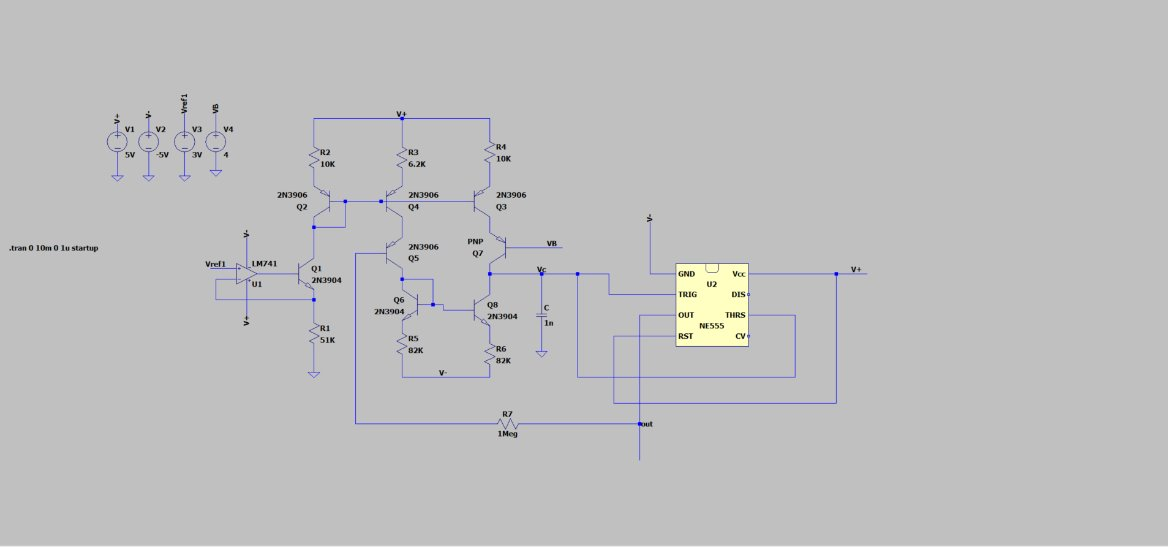 V+
V1
5V
V-
V2
-5V
Vref1
V3
3V
VB
V4
4
.tran 0 10m 0 1u startup
V+
R2
10K
R3
6.2K
R4
10K
2N3906
Q2
2N3906
Q4
2N3906
Q3
2N3906
Q5
PNP
Q7
VB
V-
Vref1
LM741
U1
V+
Q1
2N3904
R1
51K
Q6
2N3904
Q8
2N3904
R5
82K
R6
82K
V-
Vc
C
1n
R7
1Meg
out
V-
GND
Vcc
V+
U2
TRIG
DIS
OUT
THRS
NE555
RST
CV